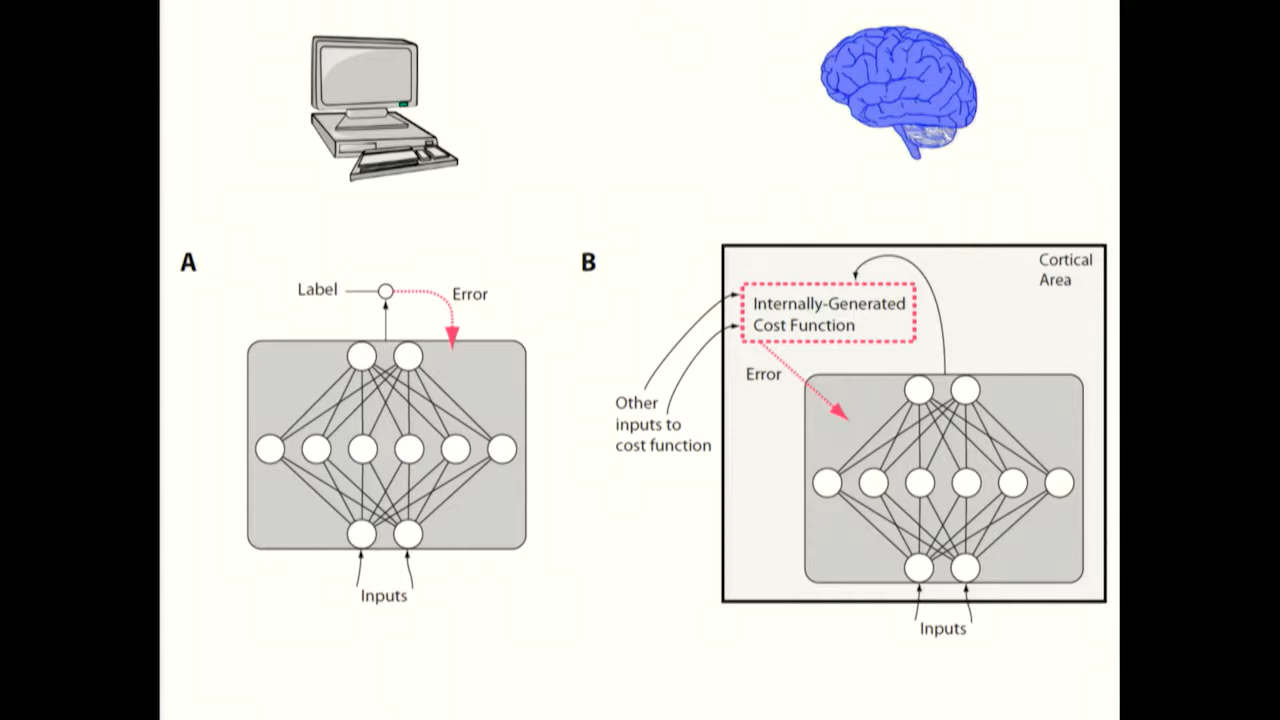 A
Label
Error
Inputs
B
Cortical
Area
Internally-Generated
Cost Function
Error
Other
inputs to
cost function
Inputs